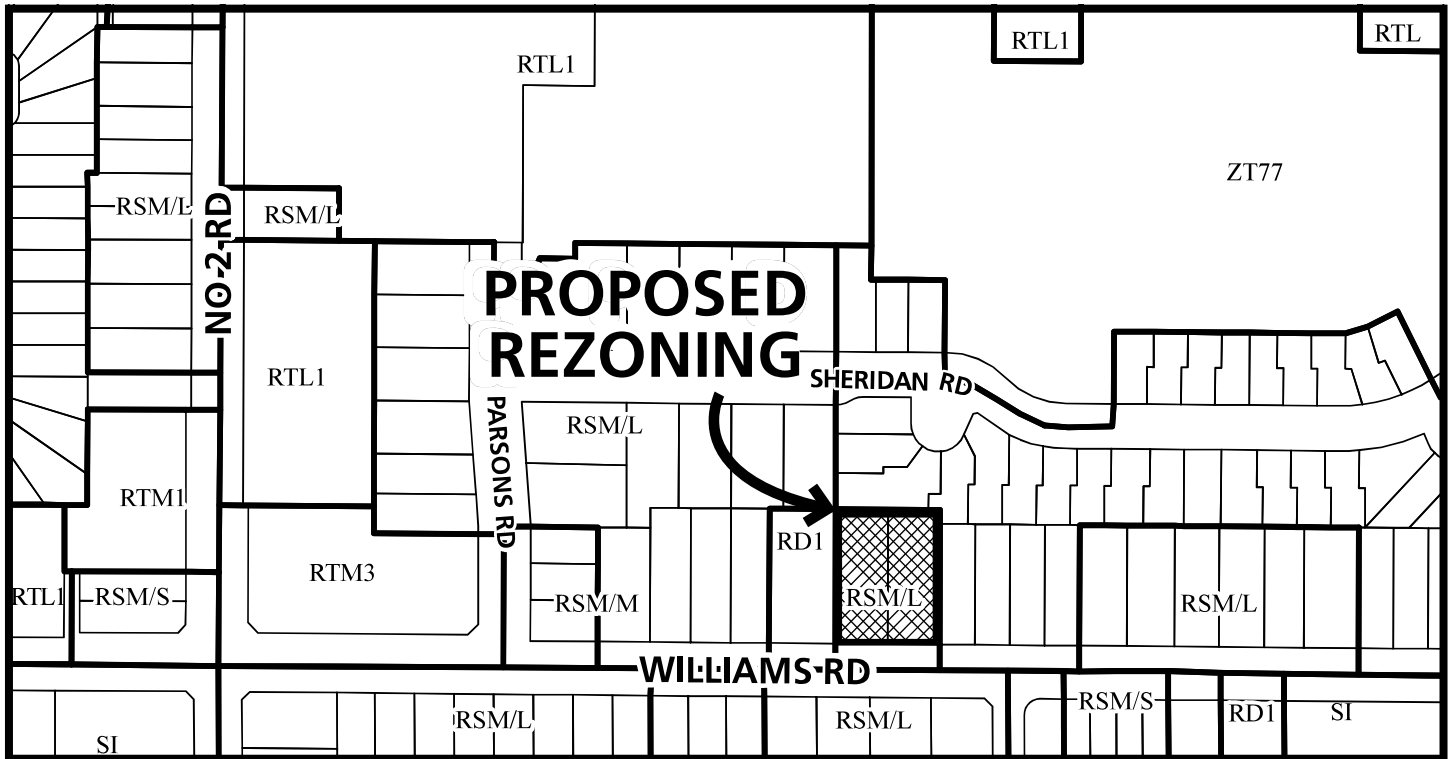 RTL1
RTL1
RTL
ZT77
RSM/L
NO 2 RD
RSM/L
PROPOSED
REZONING
SHERIDAN RD
RTL1
PARSONS RD
RSM/L
RTM1
RD1
RTM3
RTL1
RSM/S
RSM/M
RSM/L
RSM/L
WILLIAMS RD
RSM/L
RSM/L
RSM/S
RD1
SI
SI